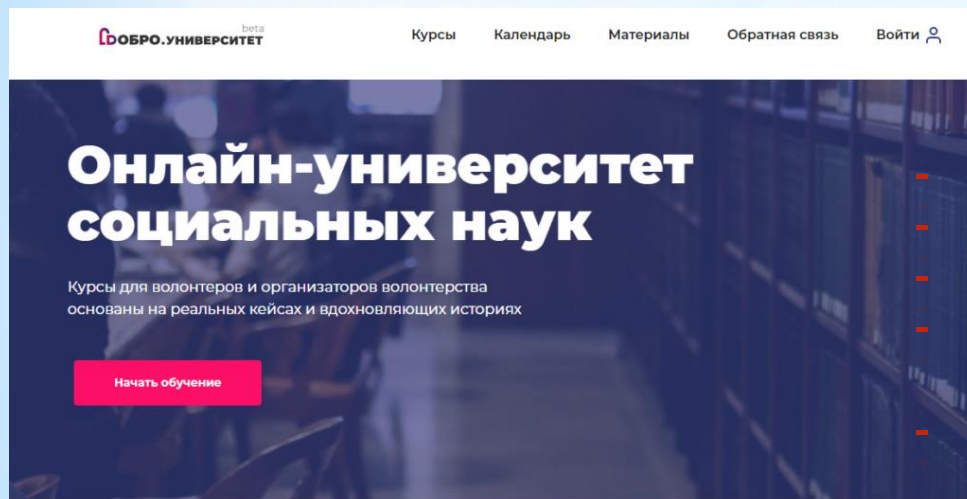 beta
ДОБРО.УНИВЕРСИТЕТ
Курсы Календарь Материалы Обратная связь Войти
Онлайн-университет
социальных наук
Курсы для волонтеров и организаторов волонтерства
основаны на реальных кейсах и вдохновляющих историях
Начать обучение